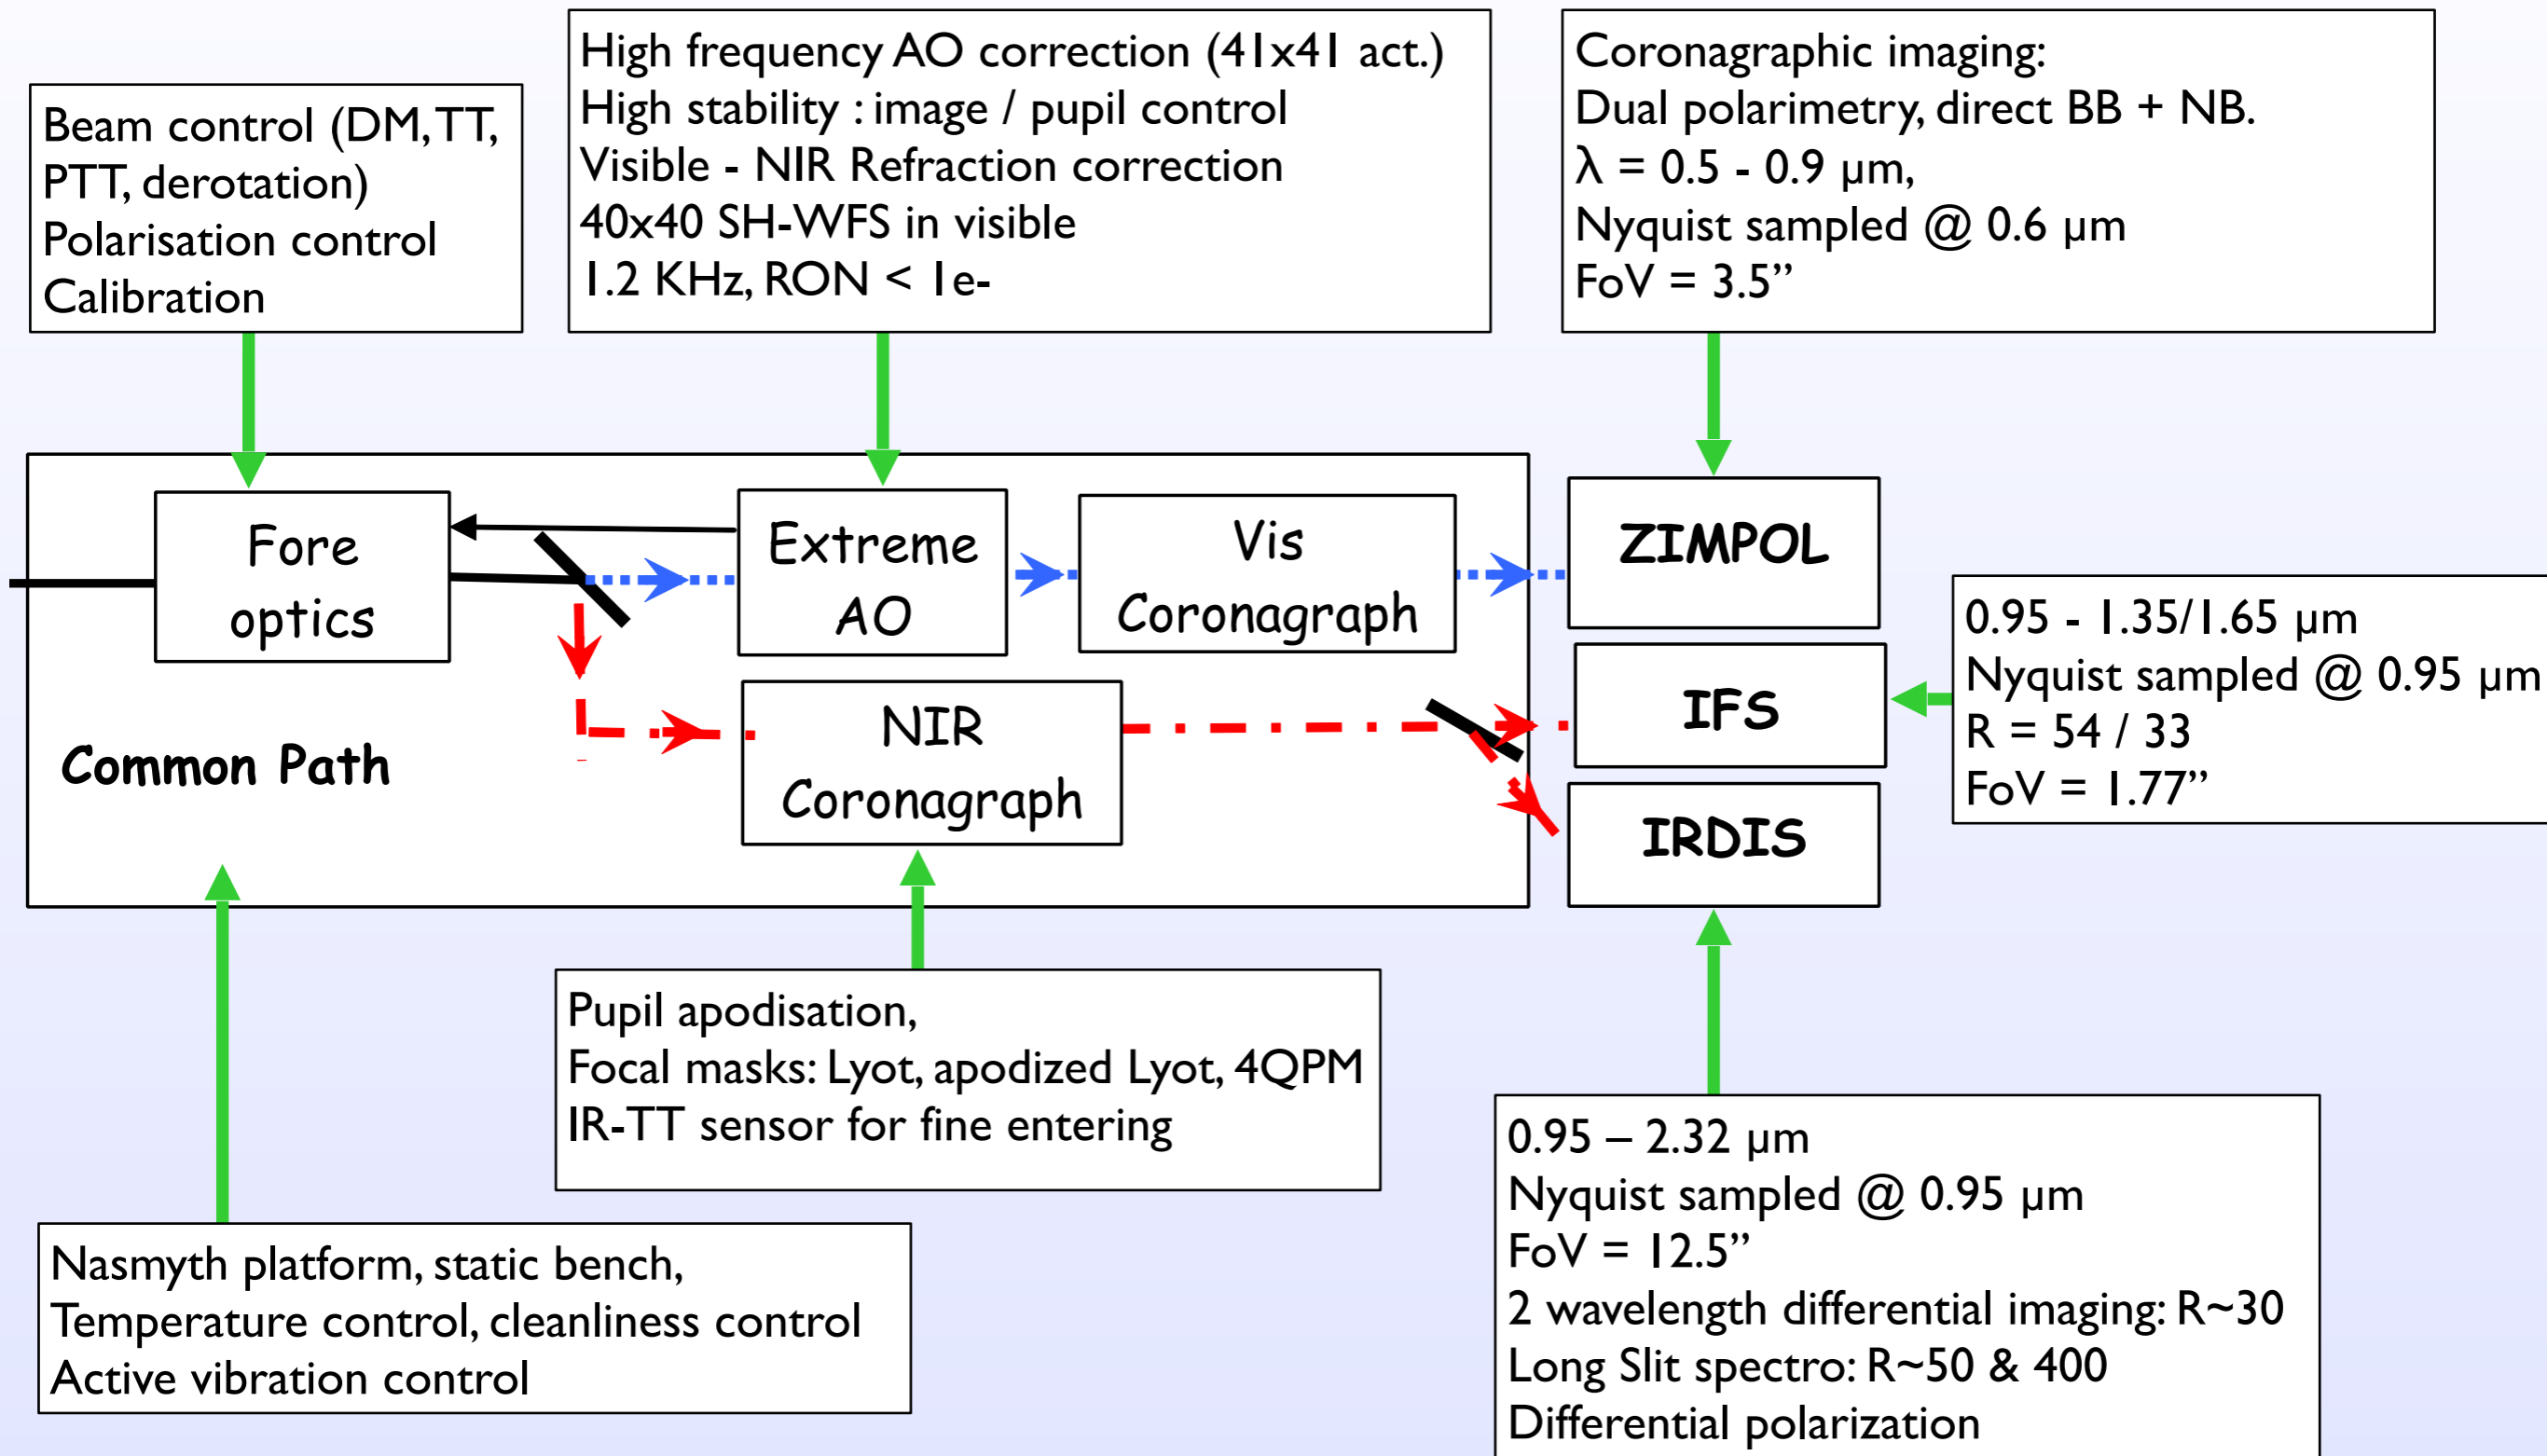 Beam control (DM, TT,
PTT, derotation)
Polarisation control
Calibration
High frequency AO correction (41x41 act.)
High stability : image / pupil control
Visible - NIR Refraction correction
40x40 SH-WFS in visible
1.2 KHz, RON < 1e-
Coronagraphic imaging:
Dual polarimetry, direct BB + NB.
λ = 0.5 - 0.9 µm,
Nyquist sampled @ 0.6 µm
FoV = 3.5”
Fore
optics
Extreme
AO
Vis
Coronagraph
ZIMPOL
Common Path
NIR
Coronagraph
IFS
IRDIS
0.95 - 1.35/1.65 µm
Nyquist sampled @ 0.95 µm
R = 54 / 33
FoV = 1.77”
Pupil apodisation,
Focal masks: Lyot, apodized Lyot, 4QPM
IR-TT sensor for fine entering
Nasmyth platform, static bench,
Temperature control, cleanliness control
Active vibration control
0.95 – 2.32 µm
Nyquist sampled @ 0.95 µm
FoV = 12.5”
2 wavelength differential imaging: R~30
Long Slit spectro: R~50 & 400
Differential polarization